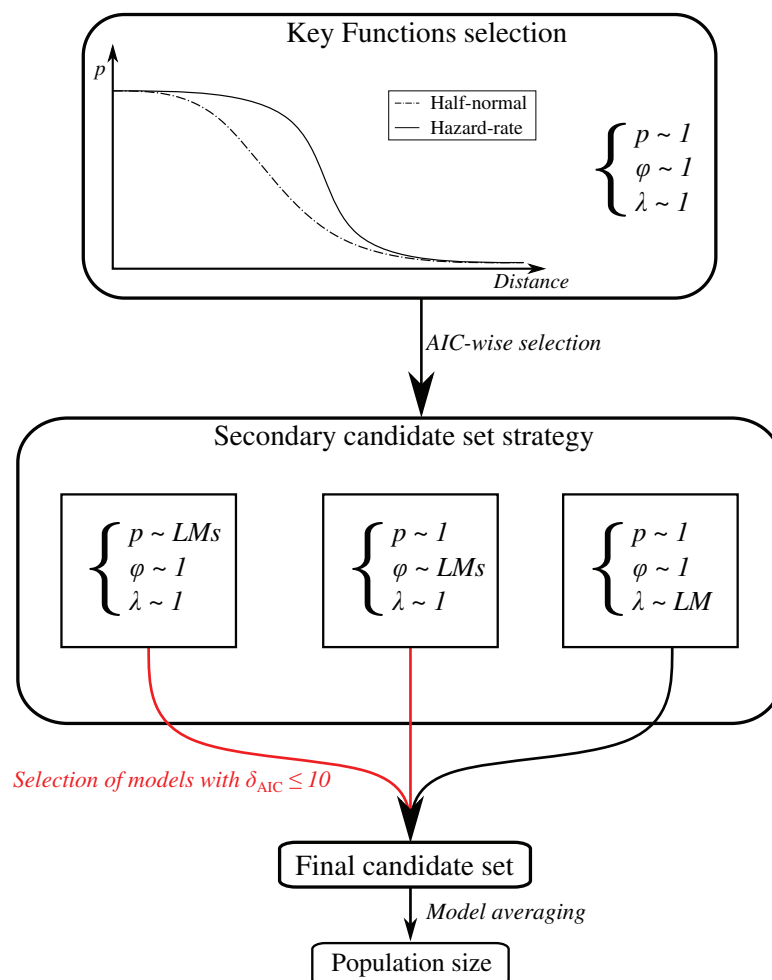 Key Functions selection
p
Half-normal
Hazard-rate
p ~ 1
φ ~ 1
λ ~ 1
Distance
AIC-wise selection
Secondary candidate set strategy
p ~ LMs
φ ~ 1
λ ~ 1
p ~ 1
φ ~ LMs
λ ~ 1
p ~ 1
φ ~ 1
λ ~ LM
Selection of models with δAIC ≤ 10
Final candidate set
Model averaging
Population size